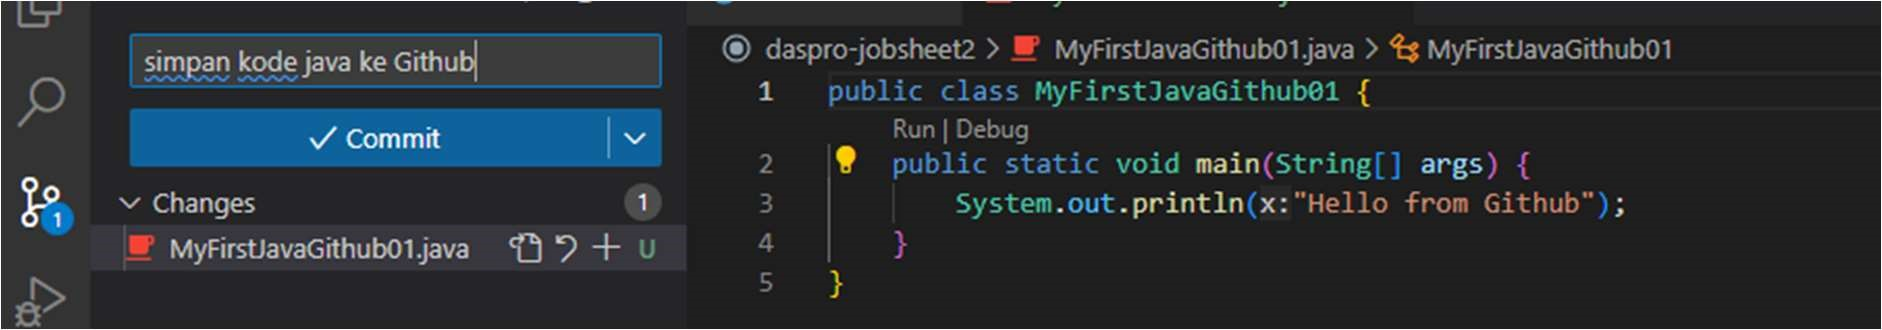 simpan kode java ke Github
Commit
Changes
1
MyFirstJavaGithub01.java
U
1
daspro-jobsheet2 > MyFirstJavaGithub01.java > MyFirstJavaGithub01
1 public class MyFirstJavaGithub01 {
Run | Debug
2 public static void main(String[] args) {
3 System.out.println(x:"Hello from Github");
4 }
5 }